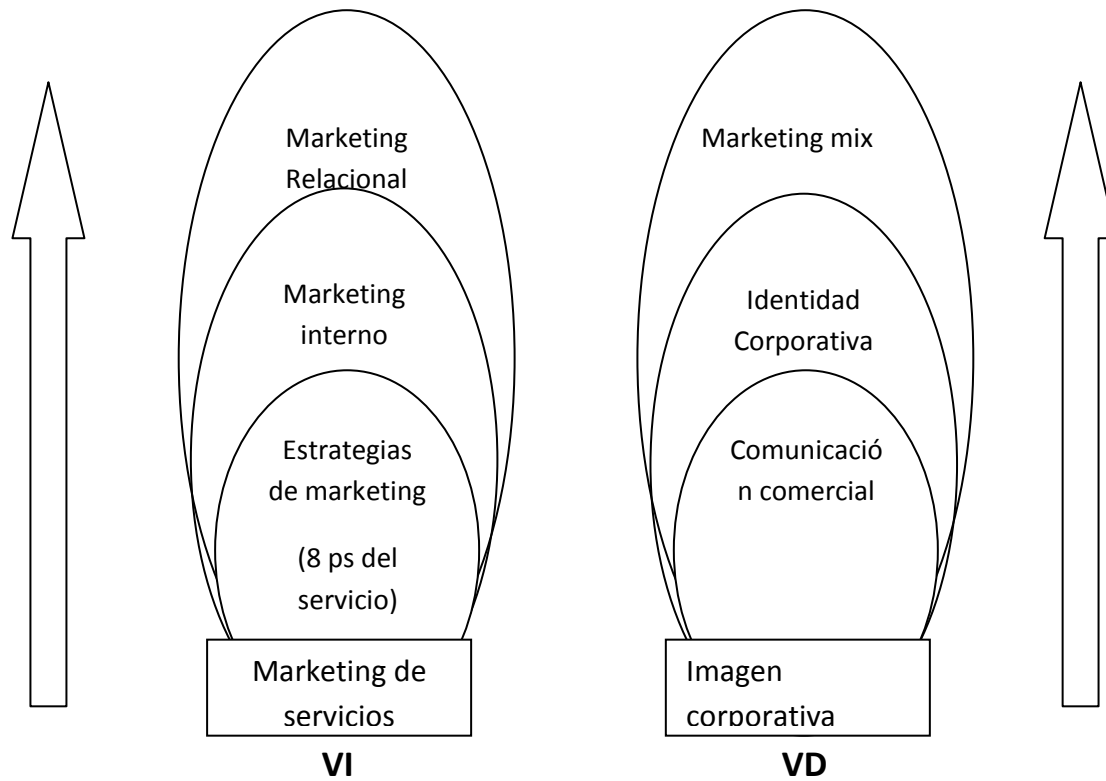 Marketing
Relacional
Marketing
interno
Estrategias
de marketing
(8 ps del
servicio)
Marketing de
servicios
VI
Marketing mix
Identidad
Corporativa
Comunicació
n comercial
Imagen
corporativa
VD